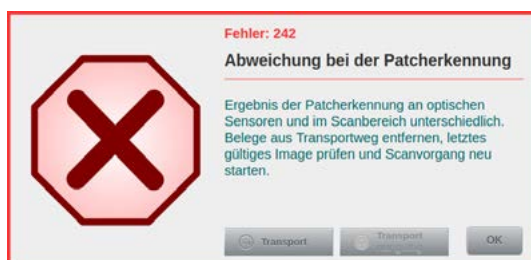 Fehler: 242
Abweichung bei der Patcherkennung
Ergebnis der Patcherkennung an optischen
Sensoren und im Scanbereich unterschiedlich.
Belege aus Transportweg entfernen, letztes
gültiges Image prüfen und Scanvorgang neu
starten.
Transport
Transport
OK